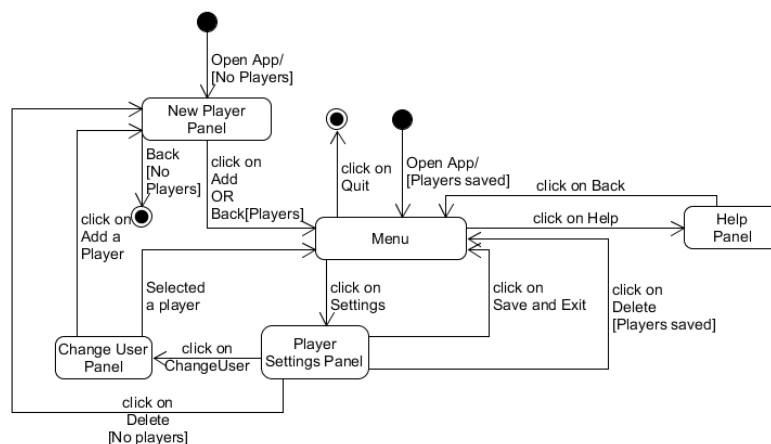 Open App/
[No Players]
New Player
Panel
Back
[No
Players]
click on
Add
OR
Back[Players]
click on
Quit
Open App/
[Players saved]
click on Back
click on Help
Help
Panel
click on
Add a
Player
Menu
Selected
a player
click on
Settings
click on
Save and Exit
click on
Delete
[Players saved]
Change User
Panel
click on
ChangeUser
Player
Settings Panel
click on
Delete
[No players]